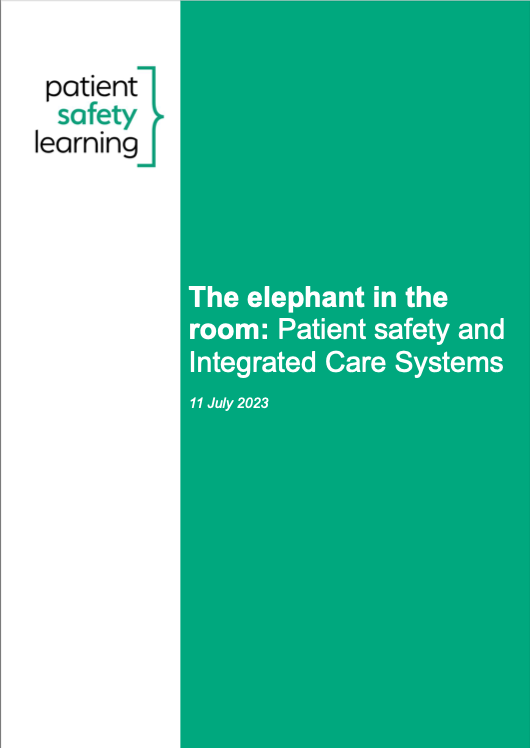 patient
safety
learning
The elephant in the
room: Patient safety and
Integrated Care Systems
11 July 2023